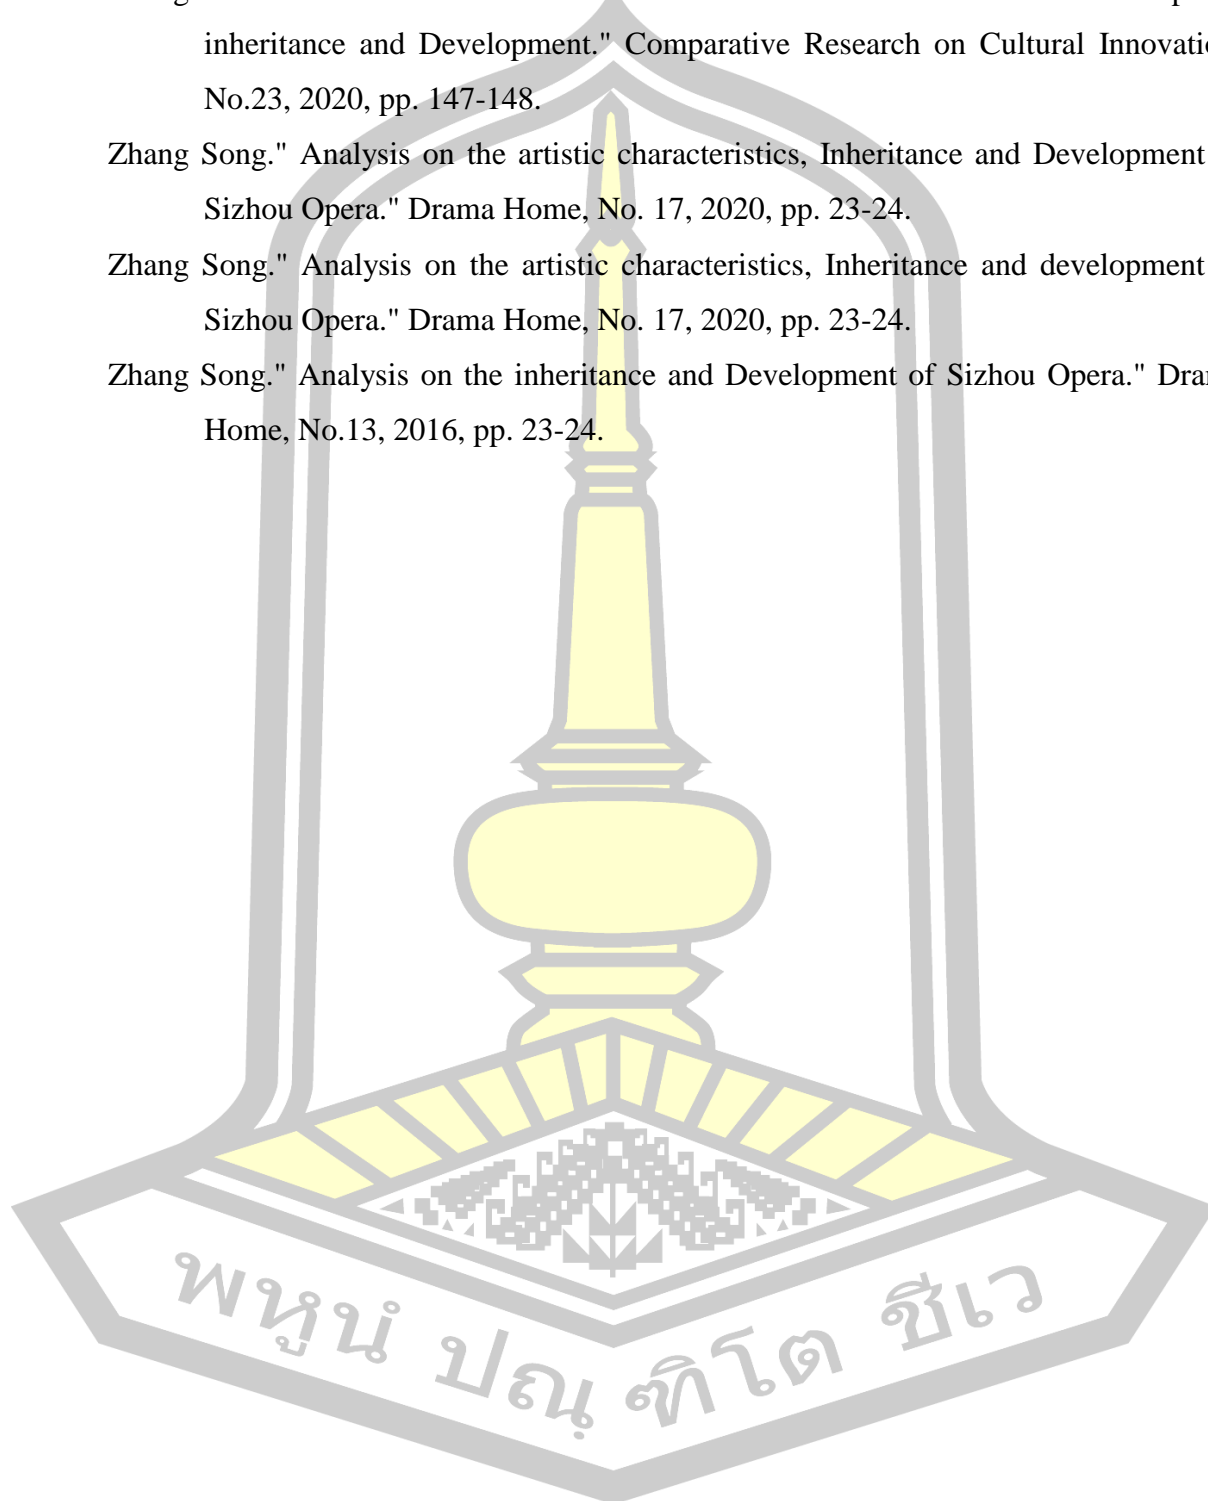 inheritance and Development." Comparative Research on Cultural Innovatio
No.23, 2020, pp. 147-148.
Zhang Song." Analysis on the artistic characteristics, Inheritance and Development
Sizhou Opera." Drama Home, No. 17, 2020, pp. 23-24.
Zhang Song." Analysis on the artistic characteristics, Inheritance and development
Sizhou Opera." Drama Home, No. 17, 2020, pp. 23-24.
Zhang Song." Analysis on the inheritance and Development of Sizhou Opera." Dra
Home, No.13, 2016, pp. 23-24.
พหูนํ ปณฺฑิโต ชีเว